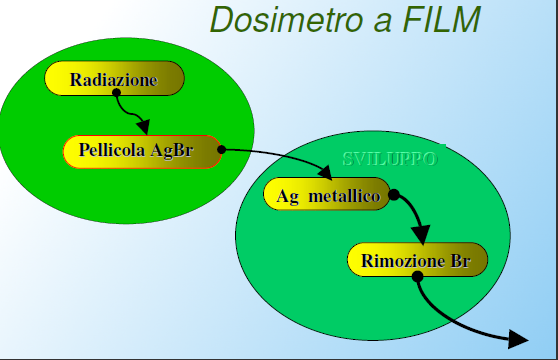 Dosimetro a FILM
Radiazione
Pellicola AgBr
SVILUPPO
Ag metallico
Rimozione Br